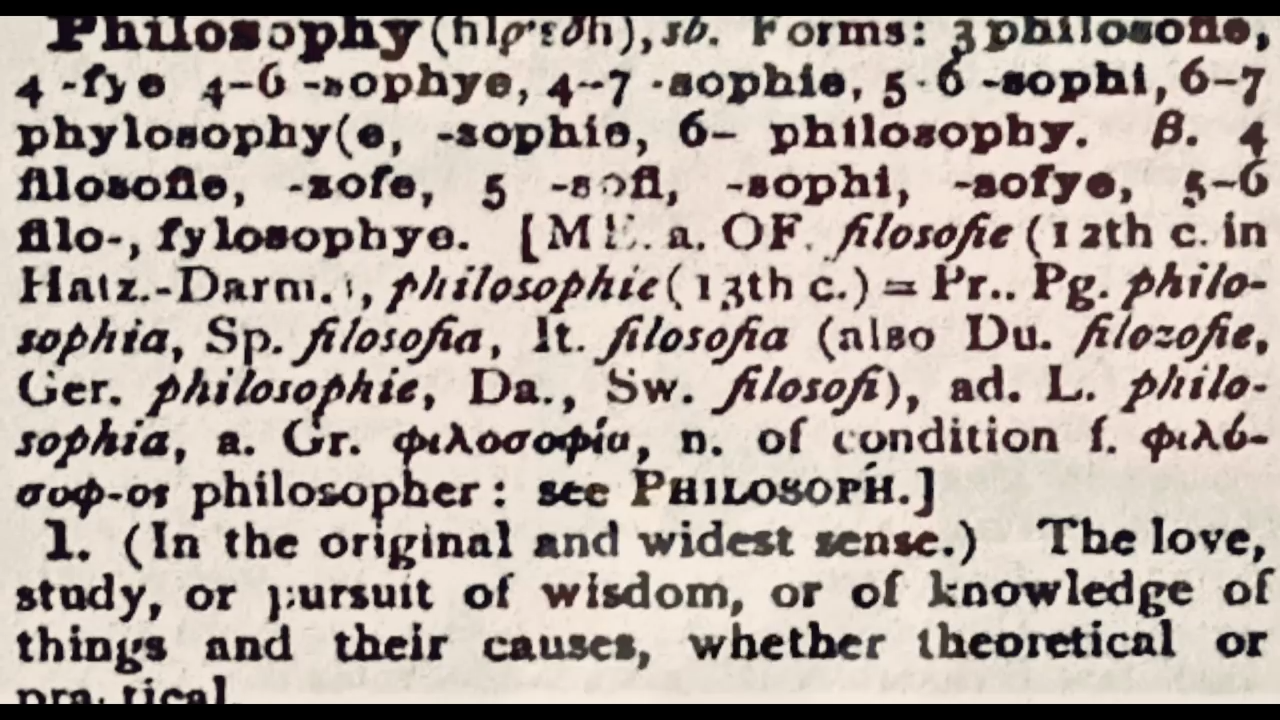 Philosophy (filǫ·sŏfi), sb. Forms: 3 philosofie,
4 -fye 4–6 -sophye, 4–7 -sophie, 5-6 -sophi, 6–7
phylosophy(e, -sophie, 6– philosophy. β. 4
filosofie, -zofe, 5 -sofi, -sophi, -sofye, 5–6
filo-, fylosophye. [ME. a. OF. filosofie (12th c. in
Hatz.-Darm.), philosophie (13th c.) = Pr., Pg. philo-
sophia, Sp. filosofia, It. filosofia (also Du. filozofie,
Ger. philosophie, Da., Sw. filosofi), ad. L. philo-
sophia, a. Gr. φιλοσοφία, n. of condition f. φιλό-
σοφ-ος philosopher: see PHILOSOPH.]
1. (In the original and widest sense.) The love,
study, or pursuit of wisdom, or of knowledge of
things and their causes, whether theoretical or
practical.